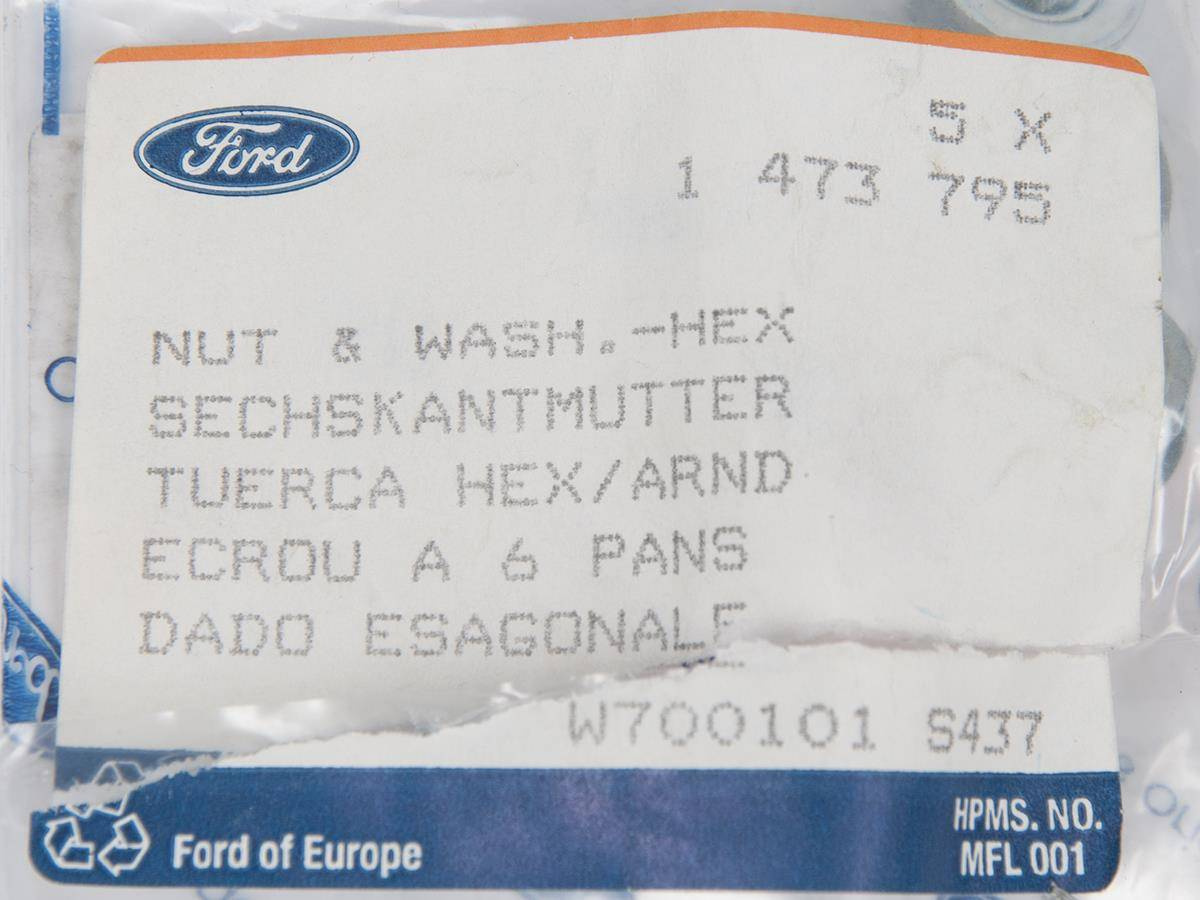 Ford
5 X
1 473 795
NUT & WASH.-HEX
SECHSKANTMUTTER
TUERCA HEX/ARND
ECROU A 6 PANS
DADO ESAGONALE
W700101 S437
Ford of Europe
HPMS. NO.
MFL 001